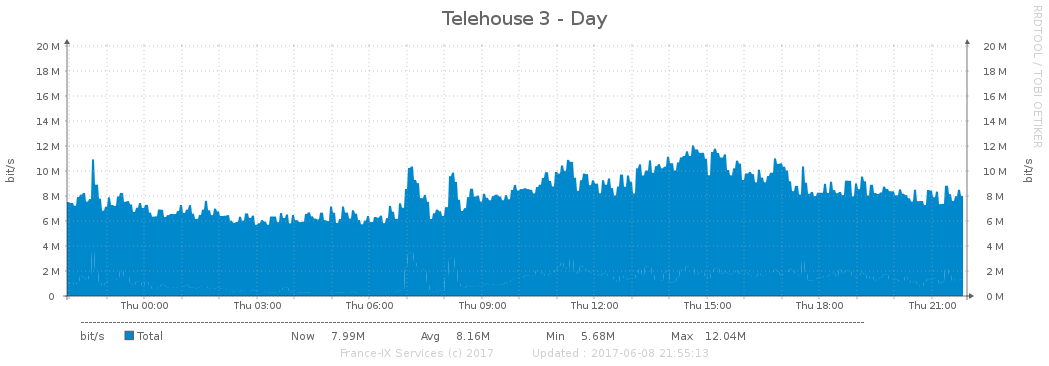 Telehouse 3 - Day
RRDTOOL / TOBI OETIKER
20 M 20 M
18 M 18 M
16 M 16 M
14 M 14 M
12 M 12 M
10 M 10 M
8 M 8 M
6 M 6 M
4 M 4 M
2 M 2 M
0 0 M
bit/s
bit/s
Thu 00:00 Thu 03:00 Thu 06:00 Thu 09:00 Thu 12:00 Thu 15:00 Thu 18:00 Thu 21:00
bit/s Total Now 7.99M Avg 8.16M Min 5.68M Max 12.04M
France-IX Services (c) 2017 Updated : 2017-06-08 21:55:13